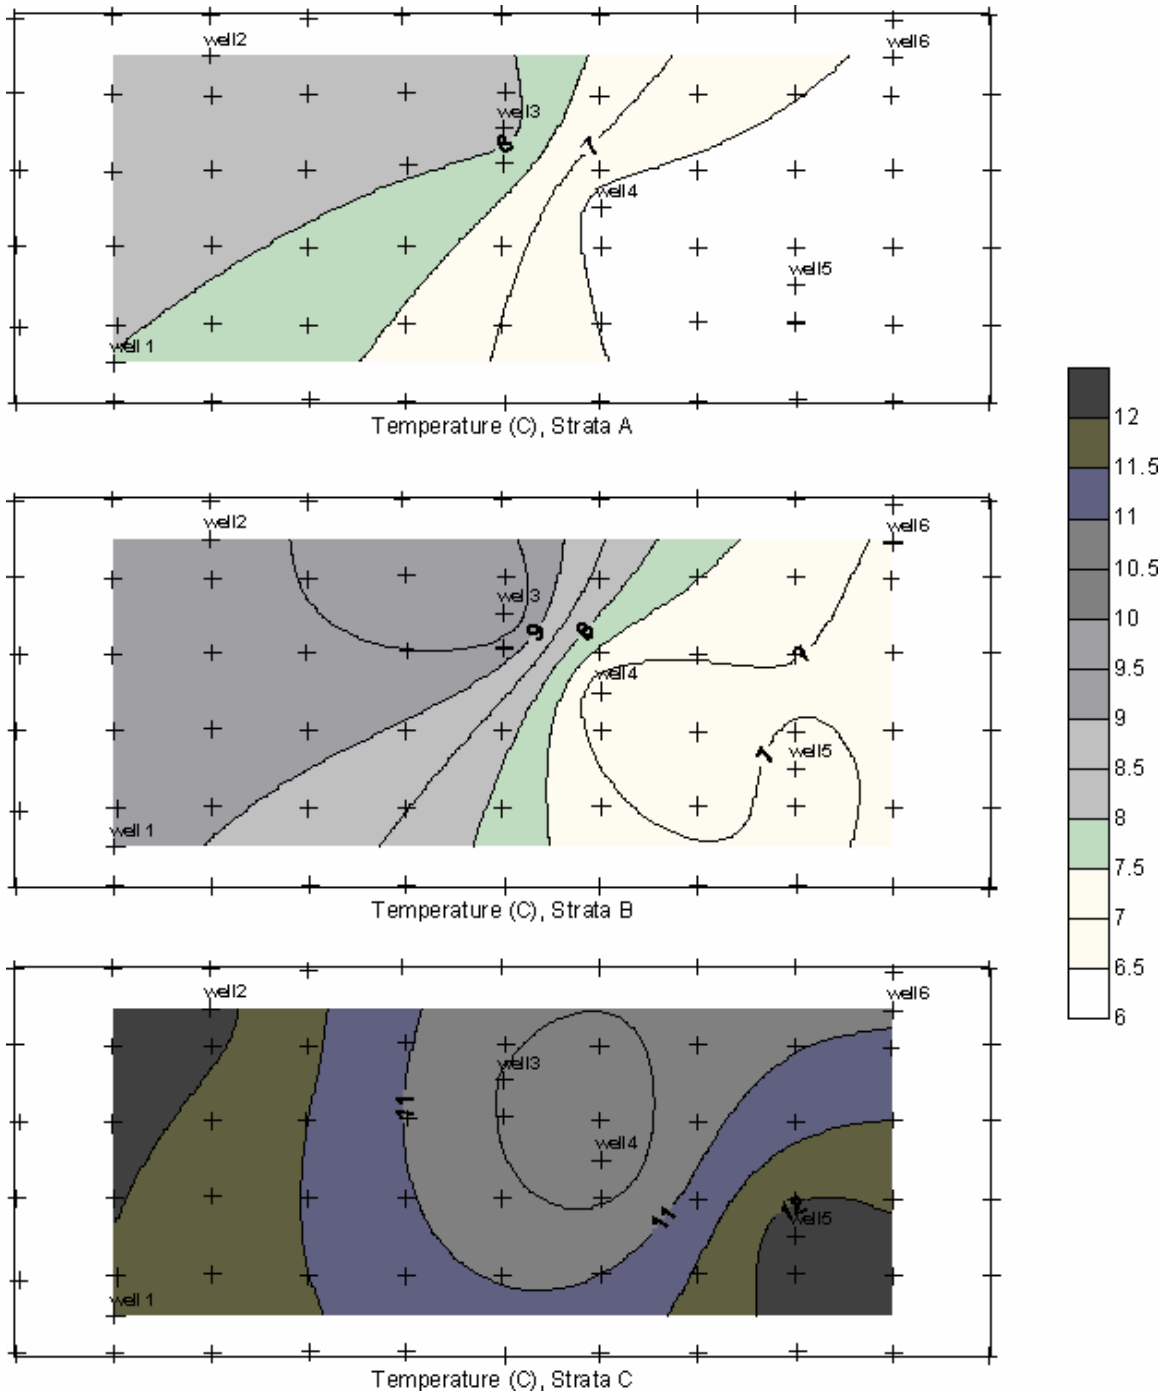 well2
well6
well3
8
7
well4
well5
well 1
Temperature (C), Strata A
well2
well6
well3
9
8
7
well4
7
well5
well 1
Temperature (C), Strata B
well2
well6
well3
11
well4
11
12
well5
well 1
Temperature (C), Strata C
12
11.5
11
10.5
10
9.5
9
8.5
8
7.5
7
6.5
6